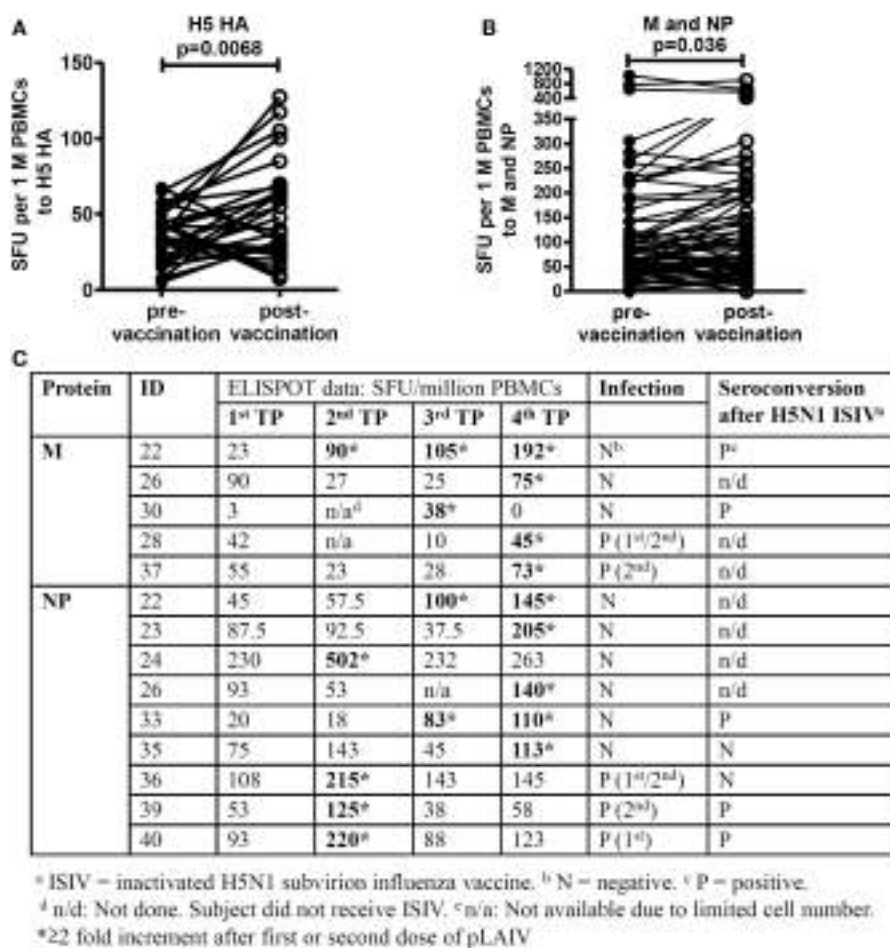 A
H5 HA
p=0.0068
SFU per 1 M PBMCs
to H5 HA
150
100
50
0
pre-
vaccination
post-
vaccination
B
M and NP
p=0.036
SFU per 1 M PBMCs
to M and NP
1200
800
400
350
300
250
200
150
100
50
0
pre-
vaccination
post-
vaccination
C
Protein ID ELISPOT data: SFU/million PBMCs Infection Seroconversion after H5N1 ISIVᵃ
1ˢᵗ TP 2ⁿᵈ TP 3ʳᵈ TP 4ᵗʰ TP
M 22 23 90* 105* 192* Nᵇ Pᶜ
26 90 27 25 75* N n/d
30 3 n/aᵈ 38* 0 N P
28 42 n/a 10 45* P (1ˢᵗ/2ⁿᵈ) n/d
37 55 23 28 73* P (2ⁿᵈ) n/d
NP 22 45 57.5 100* 145* N n/d
23 87.5 92.5 37.5 205* N n/d
24 230 502* 232 263 N n/d
26 93 53 n/a 140* N n/d
33 20 18 83* 110* N P
35 75 143 45 113* N N
36 108 215* 143 145 P (1ˢᵗ/2ⁿᵈ) N
39 53 125* 38 58 P (2ⁿᵈ) P
40 93 220* 88 123 P (1ˢᵗ) P
ᵃ ISIV = inactivated H5N1 subvirion influenza vaccine. ᵇ N = negative. ᶜ P = positive.
ᵈ n/d: Not done. Subject did not receive ISIV. ᶜn/a: Not available due to limited cell number.
*22 fold increment after first or second dose of pLAIV